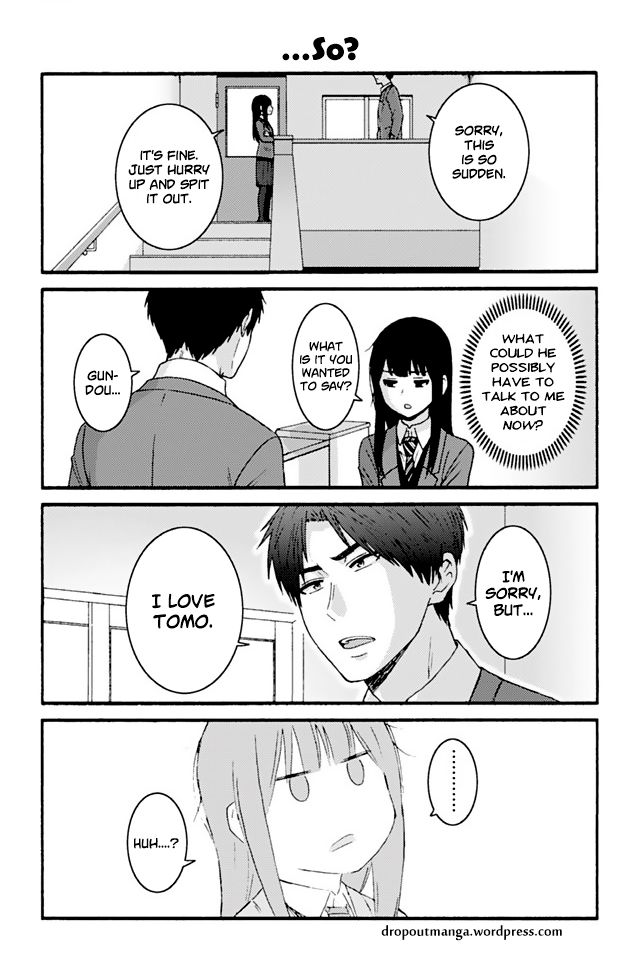 ...So?
SORRY,
THIS
IS SO
SUDDEN.
IT'S FINE.
JUST HURRY
UP AND SPIT
IT OUT.
WHAT
COULD HE
POSSIBLY
HAVE TO
TALK TO ME
ABOUT
NOW?
WHAT
IS IT YOU
WANTED
TO SAY?
GUN-
DOU...
I'M
SORRY,
BUT...
I LOVE
TOMO.
.........
HUH....?
dropoutmanga.wordpress.com